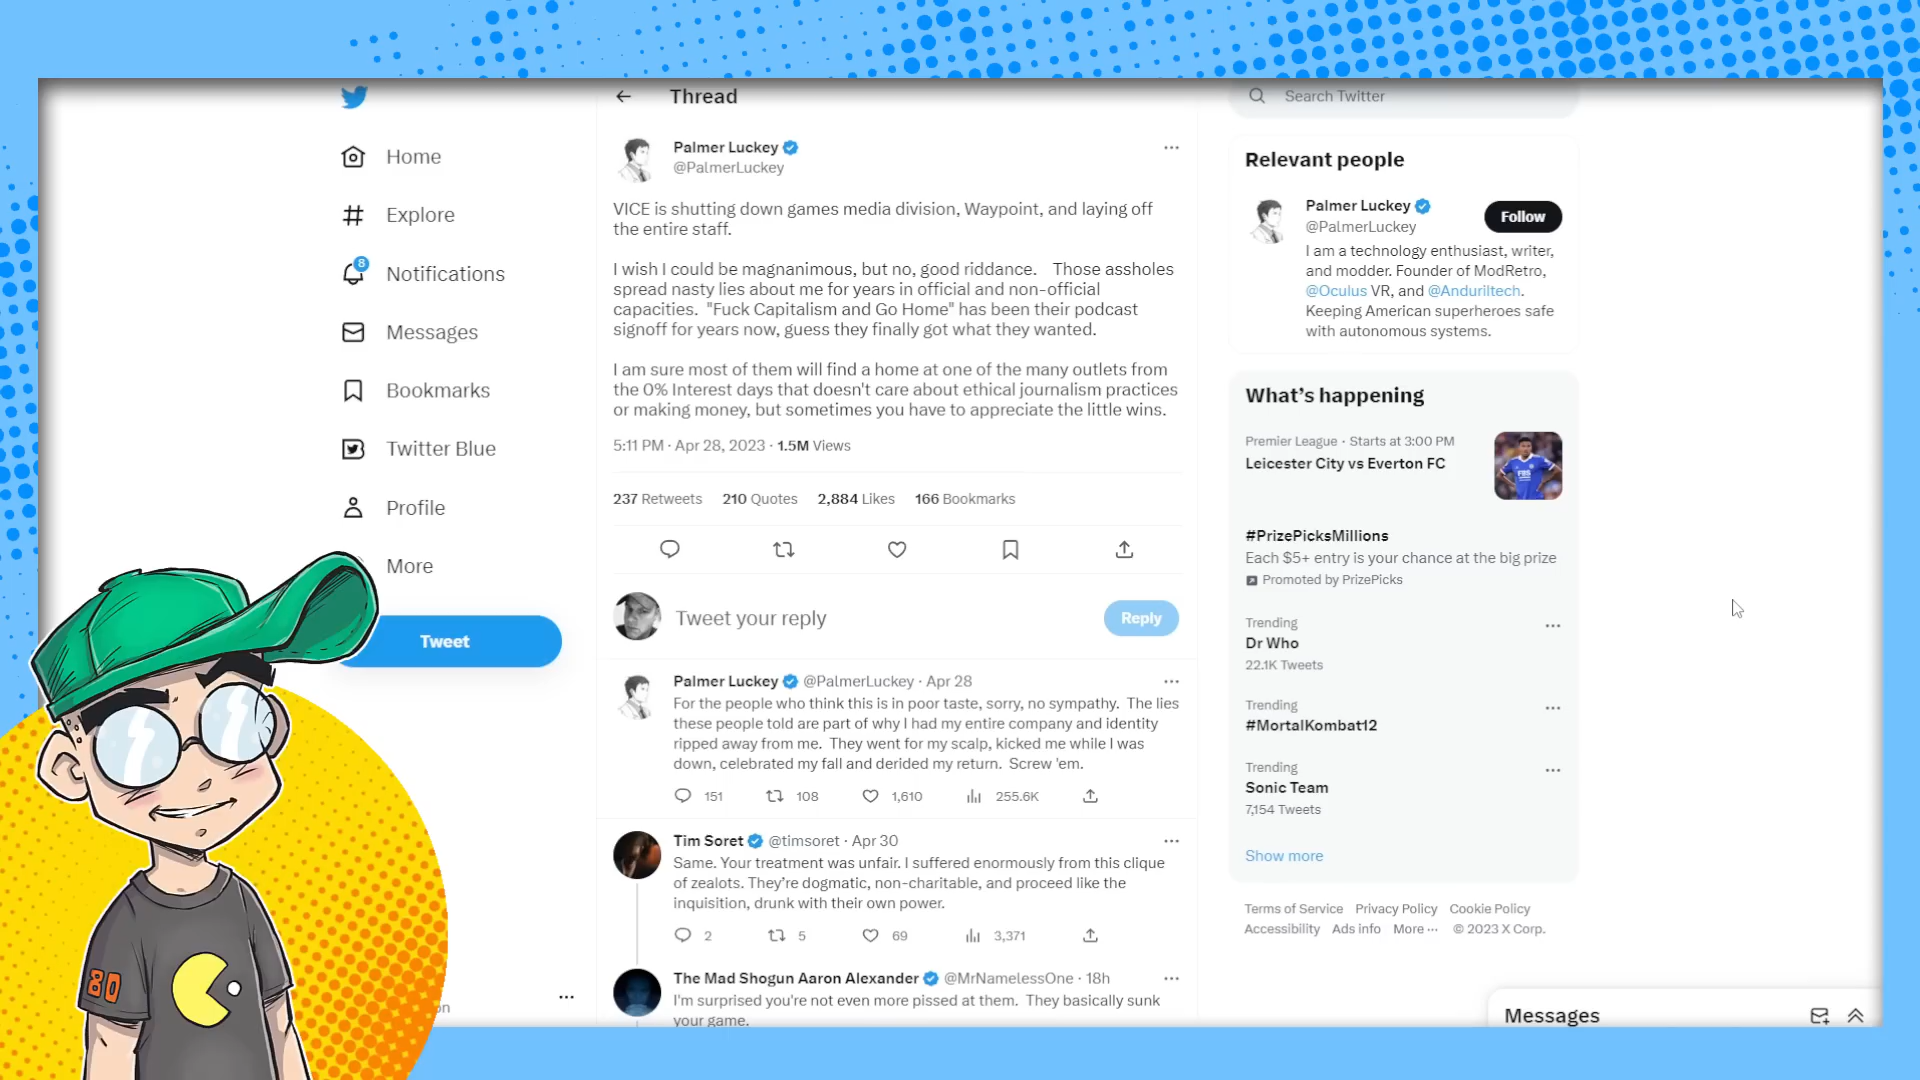 Thread
Search Twitter
Home
Explore
8
Notifications
Messages
Bookmarks
Twitter Blue
Profile
More
Tweet
Palmer Luckey
@PalmerLuckey
VICE is shutting down games media division, Waypoint, and laying off
the entire staff.
I wish I could be magnanimous, but no, good riddance. Those assholes
spread nasty lies about me for years in official and non-official
capacities. "Fuck Capitalism and Go Home" has been their podcast
signoff for years now, guess they finally got what they wanted.
I am sure most of them will find a home at one of the many outlets from
the 0% Interest days that doesn't care about ethical journalism practices
or making money, but sometimes you have to appreciate the little wins.
5:11 PM · Apr 28, 2023 · 1.5M Views
237 Retweets 210 Quotes 2,884 Likes 166 Bookmarks
Tweet your reply
Reply
Palmer Luckey @PalmerLuckey · Apr 28
For the people who think this is in poor taste, sorry, no sympathy. The lies
these people told are part of why I had my entire company and identity
ripped away from me. They went for my scalp, kicked me while I was
down, celebrated my fall and derided my return. Screw 'em.
151 108 1,610 255.6K
Tim Soret @timsoret · Apr 30
Same. Your treatment was unfair. I suffered enormously from this clique
of zealots. They're dogmatic, non-charitable, and proceed like the
inquisition, drunk with their own power.
2 5 69 3,371
The Mad Shogun Aaron Alexander @MrNamelessOne · 18h
I'm surprised you're not even more pissed at them. They basically sunk
your game.
Relevant people
Palmer Luckey
@PalmerLuckey
Follow
I am a technology enthusiast, writer,
and modder. Founder of ModRetro,
@Oculus VR, and @Anduriltech.
Keeping American superheroes safe
with autonomous systems.
What's happening
Premier League · Starts at 3:00 PM
Leicester City vs Everton FC
#PrizePicksMillions
Each $5+ entry is your chance at the big prize
Promoted by PrizePicks
Trending
Dr Who
22.1K Tweets
Trending
#MortalKombat12
Trending
Sonic Team
7,154 Tweets
Show more
Terms of Service Privacy Policy Cookie Policy
Accessibility Ads info More ··· © 2023 X Corp.
Messages
80